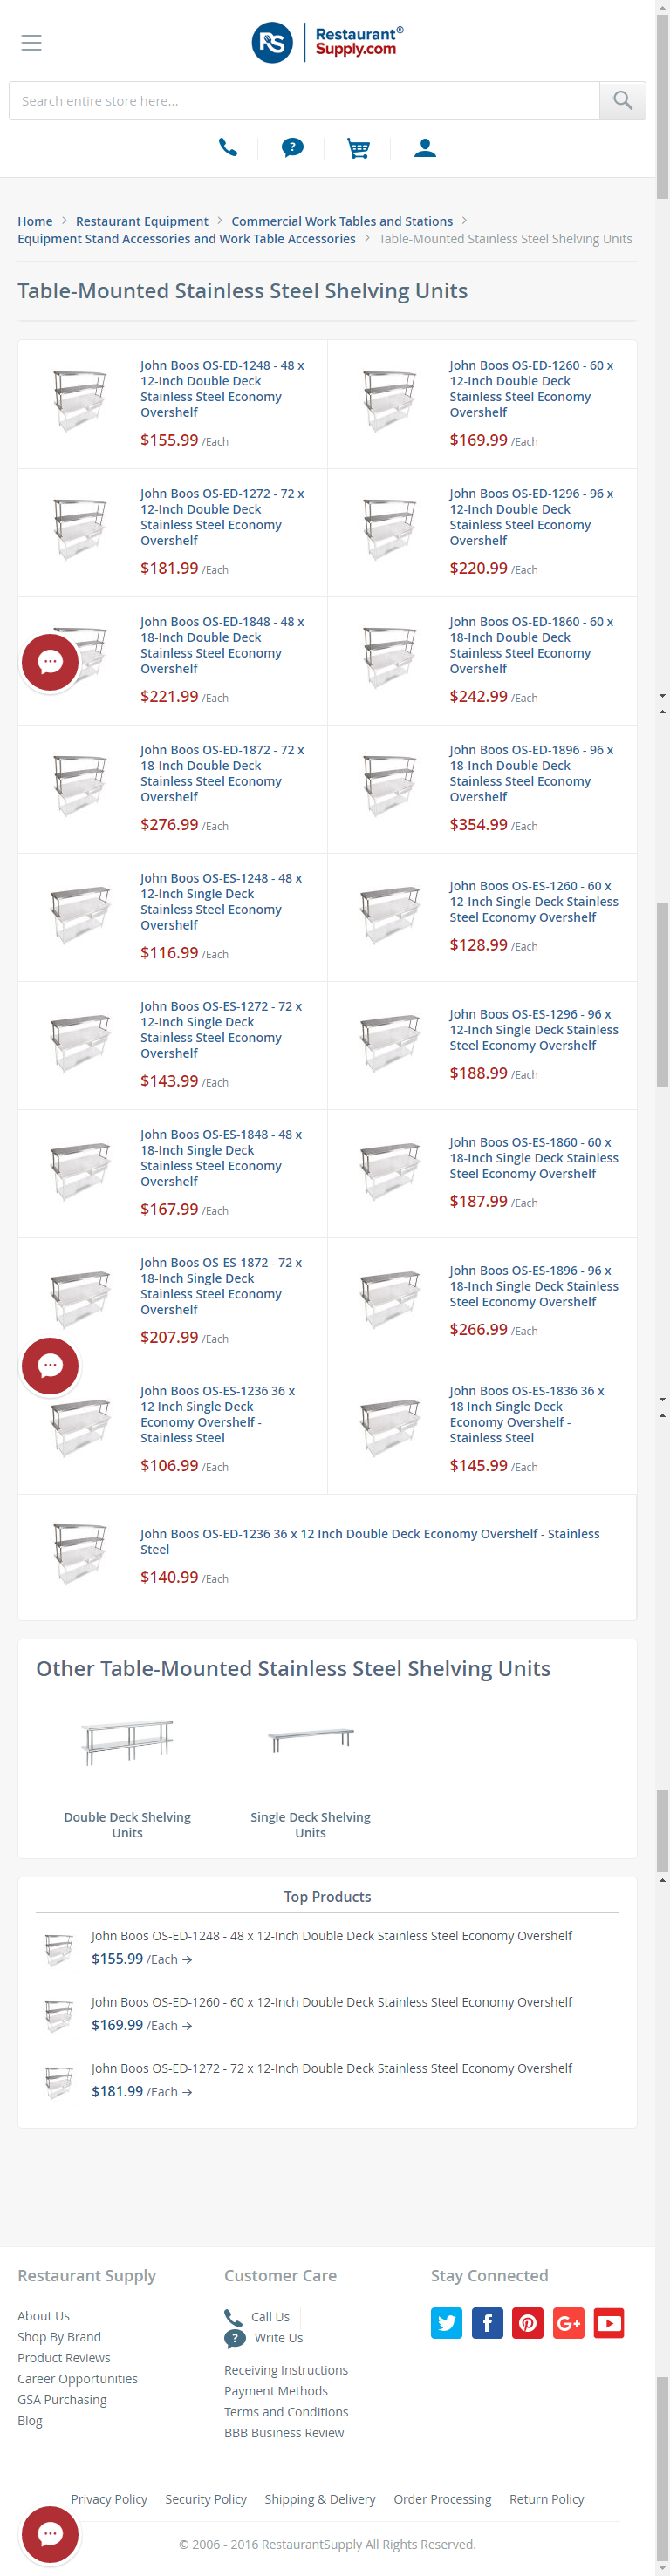 RS
Restaurant®
Supply.com
Search entire store here...
?
Home > Restaurant Equipment > Commercial Work Tables and Stations >
Equipment Stand Accessories and Work Table Accessories > Table-Mounted Stainless Steel Shelving Units
Table-Mounted Stainless Steel Shelving Units
John Boos OS-ED-1248 - 48 x
12-Inch Double Deck
Stainless Steel Economy
Overshelf
$155.99 /Each
John Boos OS-ED-1260 - 60 x
12-Inch Double Deck
Stainless Steel Economy
Overshelf
$169.99 /Each
John Boos OS-ED-1272 - 72 x
12-Inch Double Deck
Stainless Steel Economy
Overshelf
$181.99 /Each
John Boos OS-ED-1296 - 96 x
12-Inch Double Deck
Stainless Steel Economy
Overshelf
$220.99 /Each
John Boos OS-ED-1848 - 48 x
18-Inch Double Deck
Stainless Steel Economy
Overshelf
$221.99 /Each
John Boos OS-ED-1860 - 60 x
18-Inch Double Deck
Stainless Steel Economy
Overshelf
$242.99 /Each
John Boos OS-ED-1872 - 72 x
18-Inch Double Deck
Stainless Steel Economy
Overshelf
$276.99 /Each
John Boos OS-ED-1896 - 96 x
18-Inch Double Deck
Stainless Steel Economy
Overshelf
$354.99 /Each
John Boos OS-ES-1248 - 48 x
12-Inch Single Deck
Stainless Steel Economy
Overshelf
$116.99 /Each
John Boos OS-ES-1260 - 60 x
12-Inch Single Deck Stainless
Steel Economy Overshelf
$128.99 /Each
John Boos OS-ES-1272 - 72 x
12-Inch Single Deck
Stainless Steel Economy
Overshelf
$143.99 /Each
John Boos OS-ES-1296 - 96 x
12-Inch Single Deck Stainless
Steel Economy Overshelf
$188.99 /Each
John Boos OS-ES-1848 - 48 x
18-Inch Single Deck
Stainless Steel Economy
Overshelf
$167.99 /Each
John Boos OS-ES-1860 - 60 x
18-Inch Single Deck Stainless
Steel Economy Overshelf
$187.99 /Each
John Boos OS-ES-1872 - 72 x
18-Inch Single Deck
Stainless Steel Economy
Overshelf
$207.99 /Each
John Boos OS-ES-1896 - 96 x
18-Inch Single Deck Stainless
Steel Economy Overshelf
$266.99 /Each
John Boos OS-ES-1236 36 x
12 Inch Single Deck
Economy Overshelf -
Stainless Steel
$106.99 /Each
John Boos OS-ES-1836 36 x
18 Inch Single Deck
Economy Overshelf -
Stainless Steel
$145.99 /Each
John Boos OS-ED-1236 36 x 12 Inch Double Deck Economy Overshelf - Stainless
Steel
$140.99 /Each
Other Table-Mounted Stainless Steel Shelving Units
Double Deck Shelving
Units
Single Deck Shelving
Units
Top Products
John Boos OS-ED-1248 - 48 x 12-Inch Double Deck Stainless Steel Economy Overshelf
$155.99 /Each →
John Boos OS-ED-1260 - 60 x 12-Inch Double Deck Stainless Steel Economy Overshelf
$169.99 /Each →
John Boos OS-ED-1272 - 72 x 12-Inch Double Deck Stainless Steel Economy Overshelf
$181.99 /Each →
Restaurant Supply
About Us
Shop By Brand
Product Reviews
Career Opportunities
GSA Purchasing
Blog
Customer Care
Call Us
? Write Us
Receiving Instructions
Payment Methods
Terms and Conditions
BBB Business Review
Stay Connected
f G+
Privacy Policy Security Policy Shipping & Delivery Order Processing Return Policy
© 2006 - 2016 RestaurantSupply All Rights Reserved.